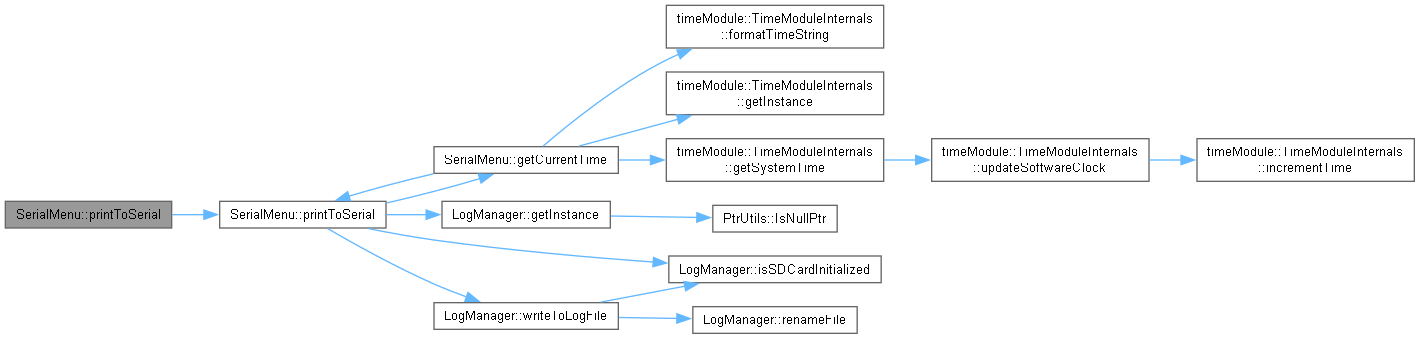 timeModule::TimeModuleInternals
::formatTimeString
timeModule::TimeModuleInternals
::getInstance
SerialMenu::getCurrentTime
timeModule::TimeModuleInternals
::getSystemTime
timeModule::TimeModuleInternals
::updateSoftwareClock
timeModule::TimeModuleInternals
::incrementTime
SerialMenu::printToSerial
SerialMenu::printToSerial
LogManager::getInstance
PtrUtils::IsNullPtr
LogManager::isSDCardInitialized
LogManager::writeToLogFile
LogManager::renameFile